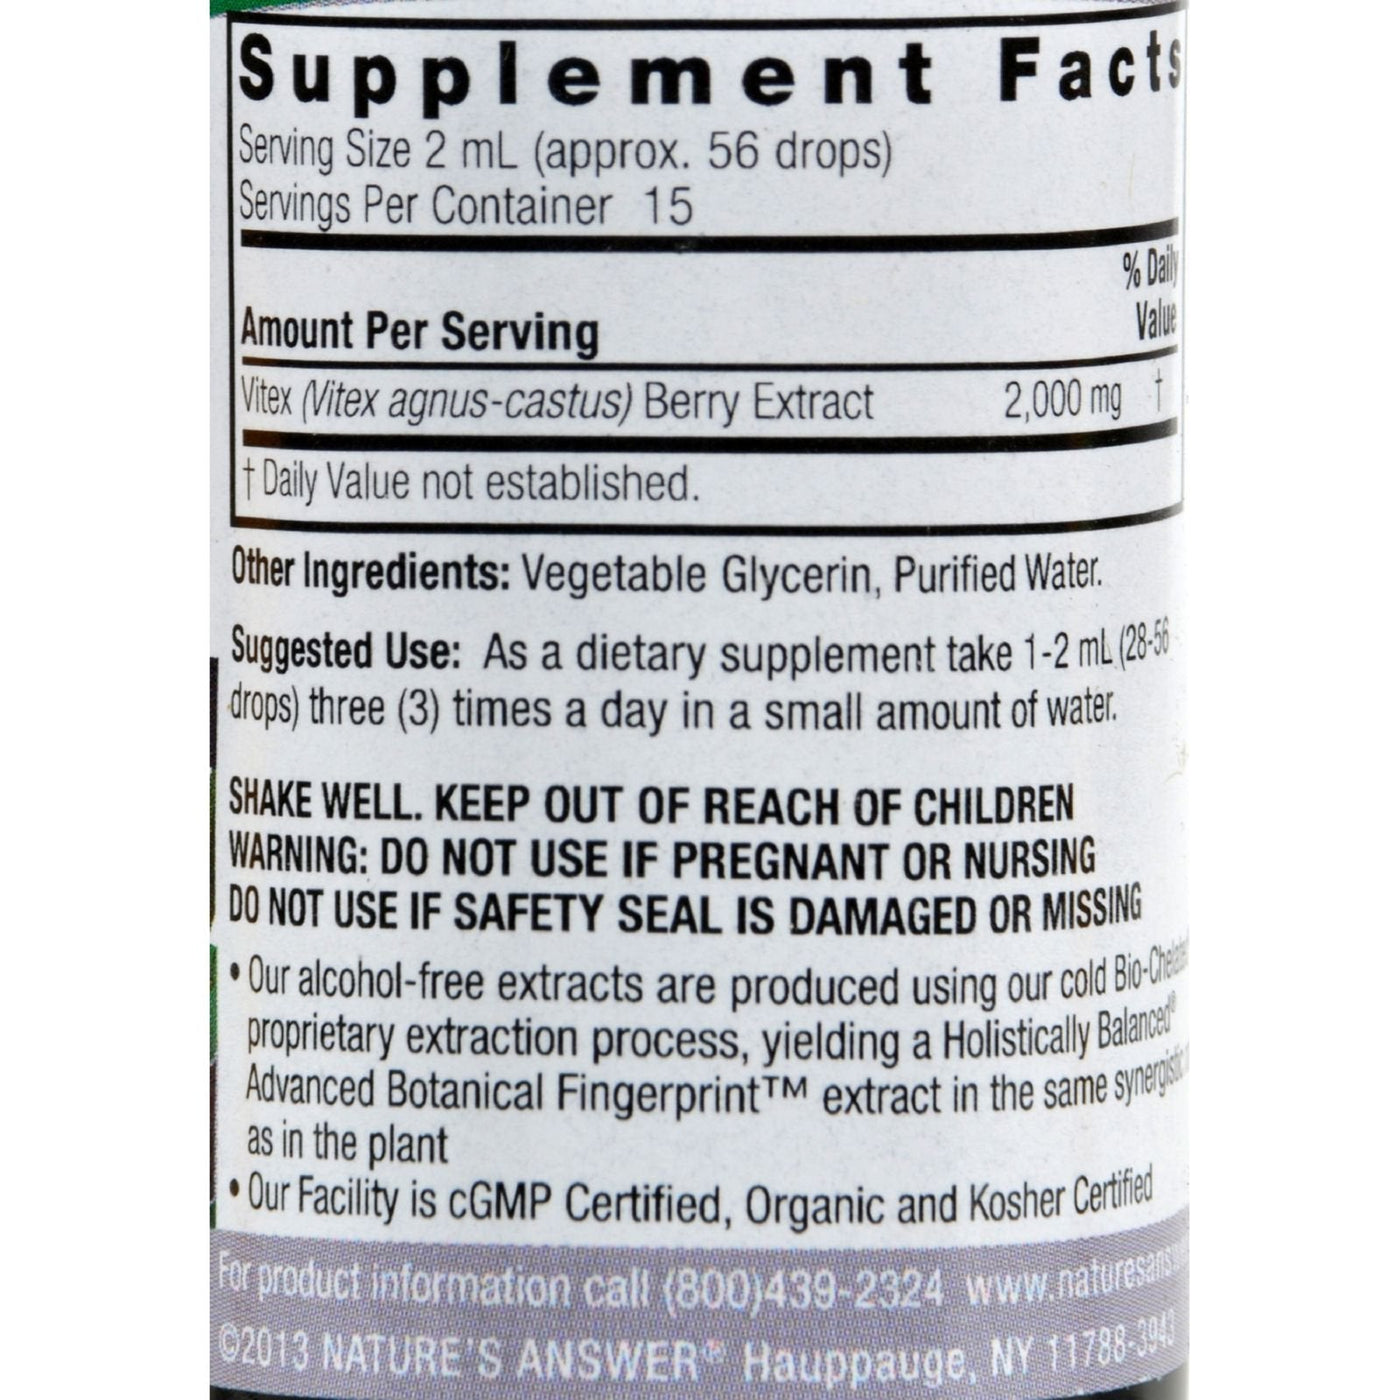 Supplement Facts
Serving Size 2 mL (approx. 56 drops)
Servings Per Container 15
% Daily
Value
Amount Per Serving
Vitex (Vitex agnus-castus) Berry Extract 2,000 mg †
† Daily Value not established.
Other Ingredients: Vegetable Glycerin, Purified Water.
Suggested Use: As a dietary supplement take 1-2 mL (28-56
drops) three (3) times a day in a small amount of water.
SHAKE WELL. KEEP OUT OF REACH OF CHILDREN
WARNING: DO NOT USE IF PREGNANT OR NURSING
DO NOT USE IF SAFETY SEAL IS DAMAGED OR MISSING
• Our alcohol-free extracts are produced using our cold
proprietary extraction process, yielding a Holistically Balanced®
Advanced Botanical Fingerprint™ extract in the same synergistic
as in the plant
• Our Facility is cGMP Certified, Organic and Kosher Certified
For product information call (800)439-2324
©2013 NATURE'S ANSWER® Hauppauge, NY 11788-3943